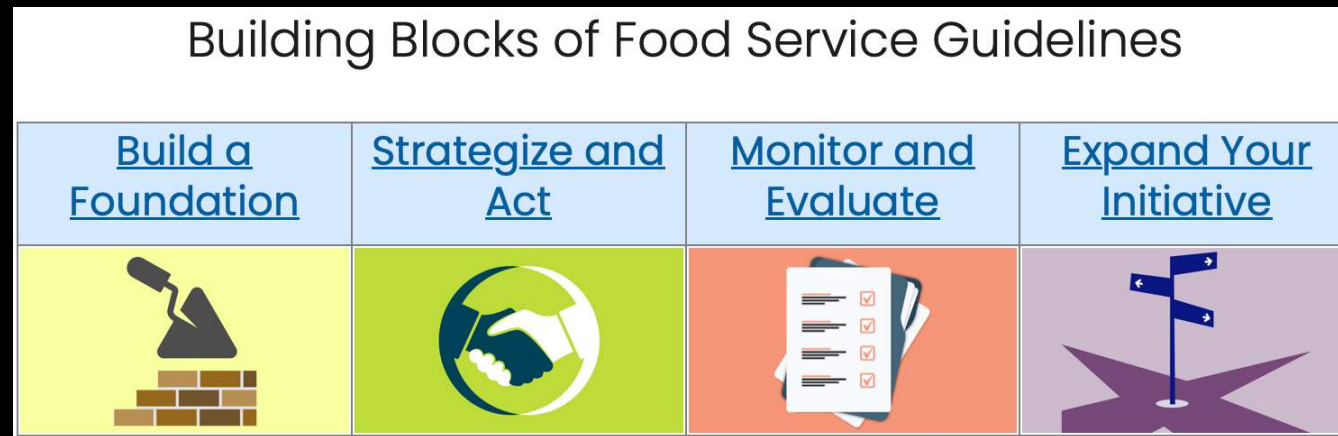 Building Blocks of Food Service Guidelines
Build a
Foundation
Strategize and
Act
Monitor and
Evaluate
Expand Your
Initiative